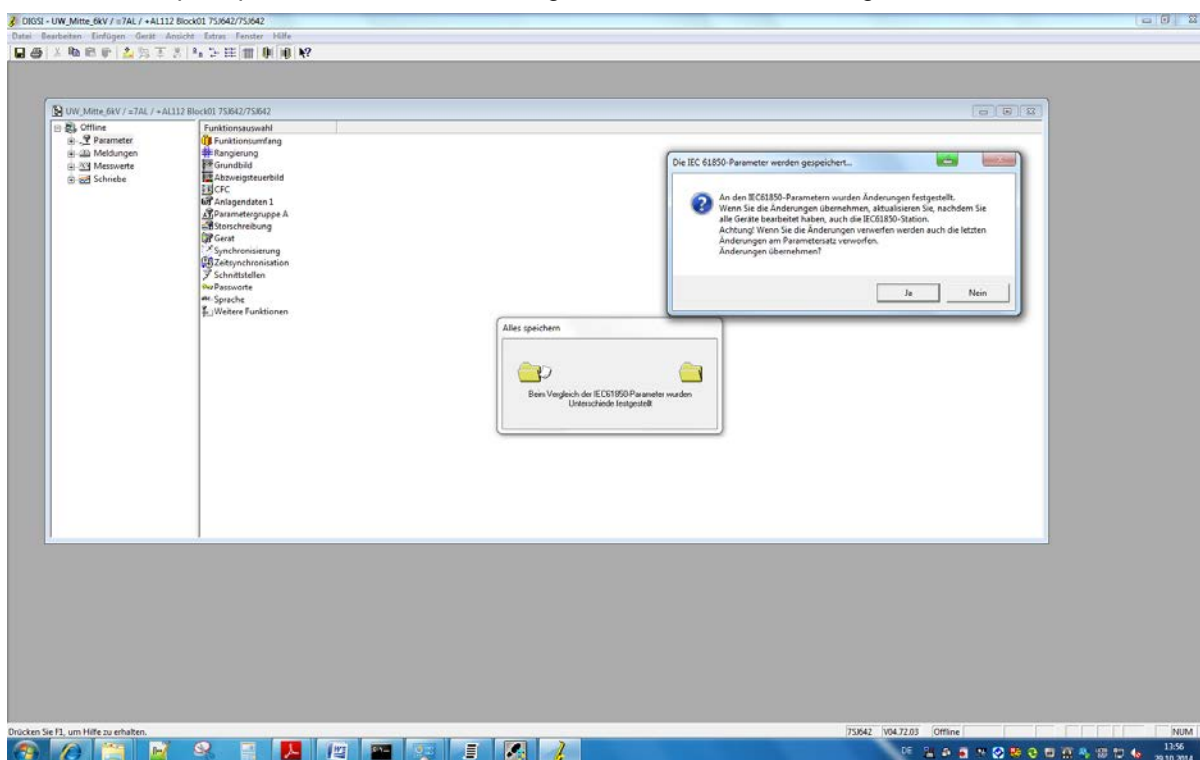 DIGSI - UW_Mitte_6kV / =7AL / +AL112 Block01 7SJ642/7SJ642
Datei Bearbeiten Einfügen Gerät Ansicht Extras Fenster Hilfe
UW_Mitte_6kV / =7AL / +AL112 Block01 7SJ642/7SJ642
Offline
Parameter
Meldungen
Messwerte
Schriebe
Funktionsauswahl
Funktionsumfang
Rangierung
Grundbild
Abzweigsteuerbild
CFC
Anlagendaten 1
Parametergruppe A
Störschreibung
Gerät
Synchronisierung
Zeitsynchronisation
Schnittstellen
Passworte
Sprache
Weitere Funktionen
Die IEC 61850-Parameter werden gespeichert...
An den IEC61850-Parametern wurden Änderungen festgestellt.
Wenn Sie die Änderungen übernehmen, aktualisieren Sie, nachdem Sie
alle Geräte bearbeitet haben, auch die IEC61850-Station.
Achtung! Wenn Sie die Änderungen verwerfen werden auch die letzten
Änderungen am Parametersatz verworfen.
Änderungen übernehmen?
Ja Nein
Alles speichern
Beim Vergleich der IEC61850-Parameter wurden
Unterschiede festgestellt
Drücken Sie F1, um Hilfe zu erhalten.
7SJ642 V04.72.03 Offline NUM
DE 13:56
29.10.2014